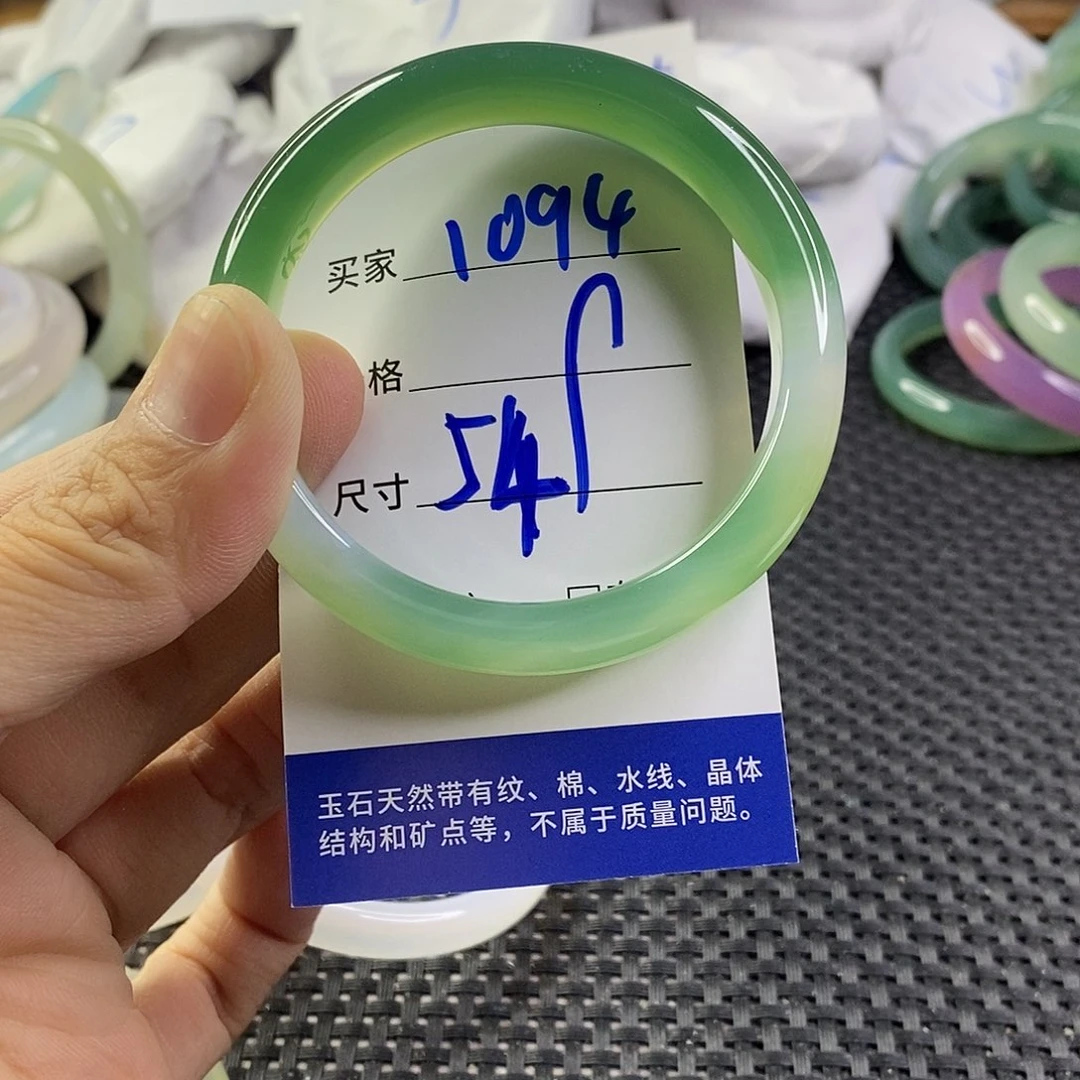 买家 1094
格
尺寸 54
玉石天然带有纹、棉、水线、晶体
结构和矿点等，不属于质量问题。